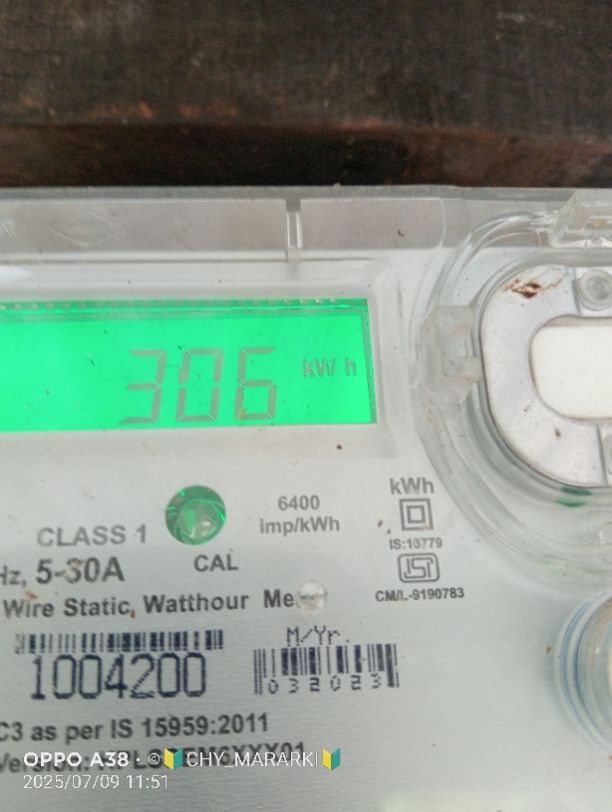 306 kWh
6400
imp/kWh
kWh
IS:13779
CM/L-9190783
CLASS 1
CAL
Hz, 5-30A
Wire Static, Watthour Me
M/Yr.
1004200
032023
C3 as per IS 15959:2011
OPPO A38 · ©🔰CHY_MARARKI🔰
2025/07/09 11:51